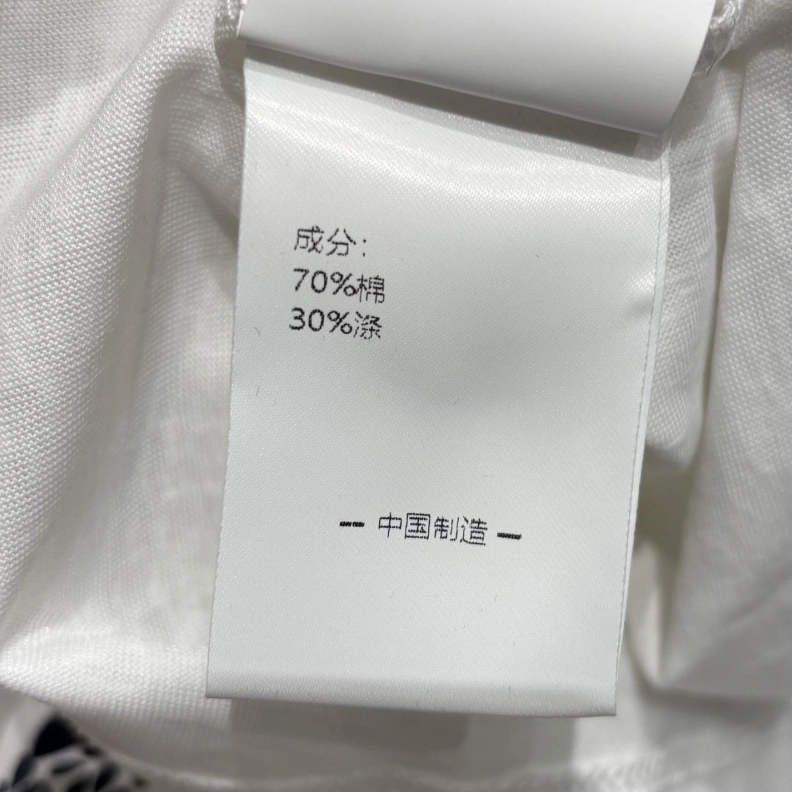 成分：
70%棉
30%涤
— 中国制造 —